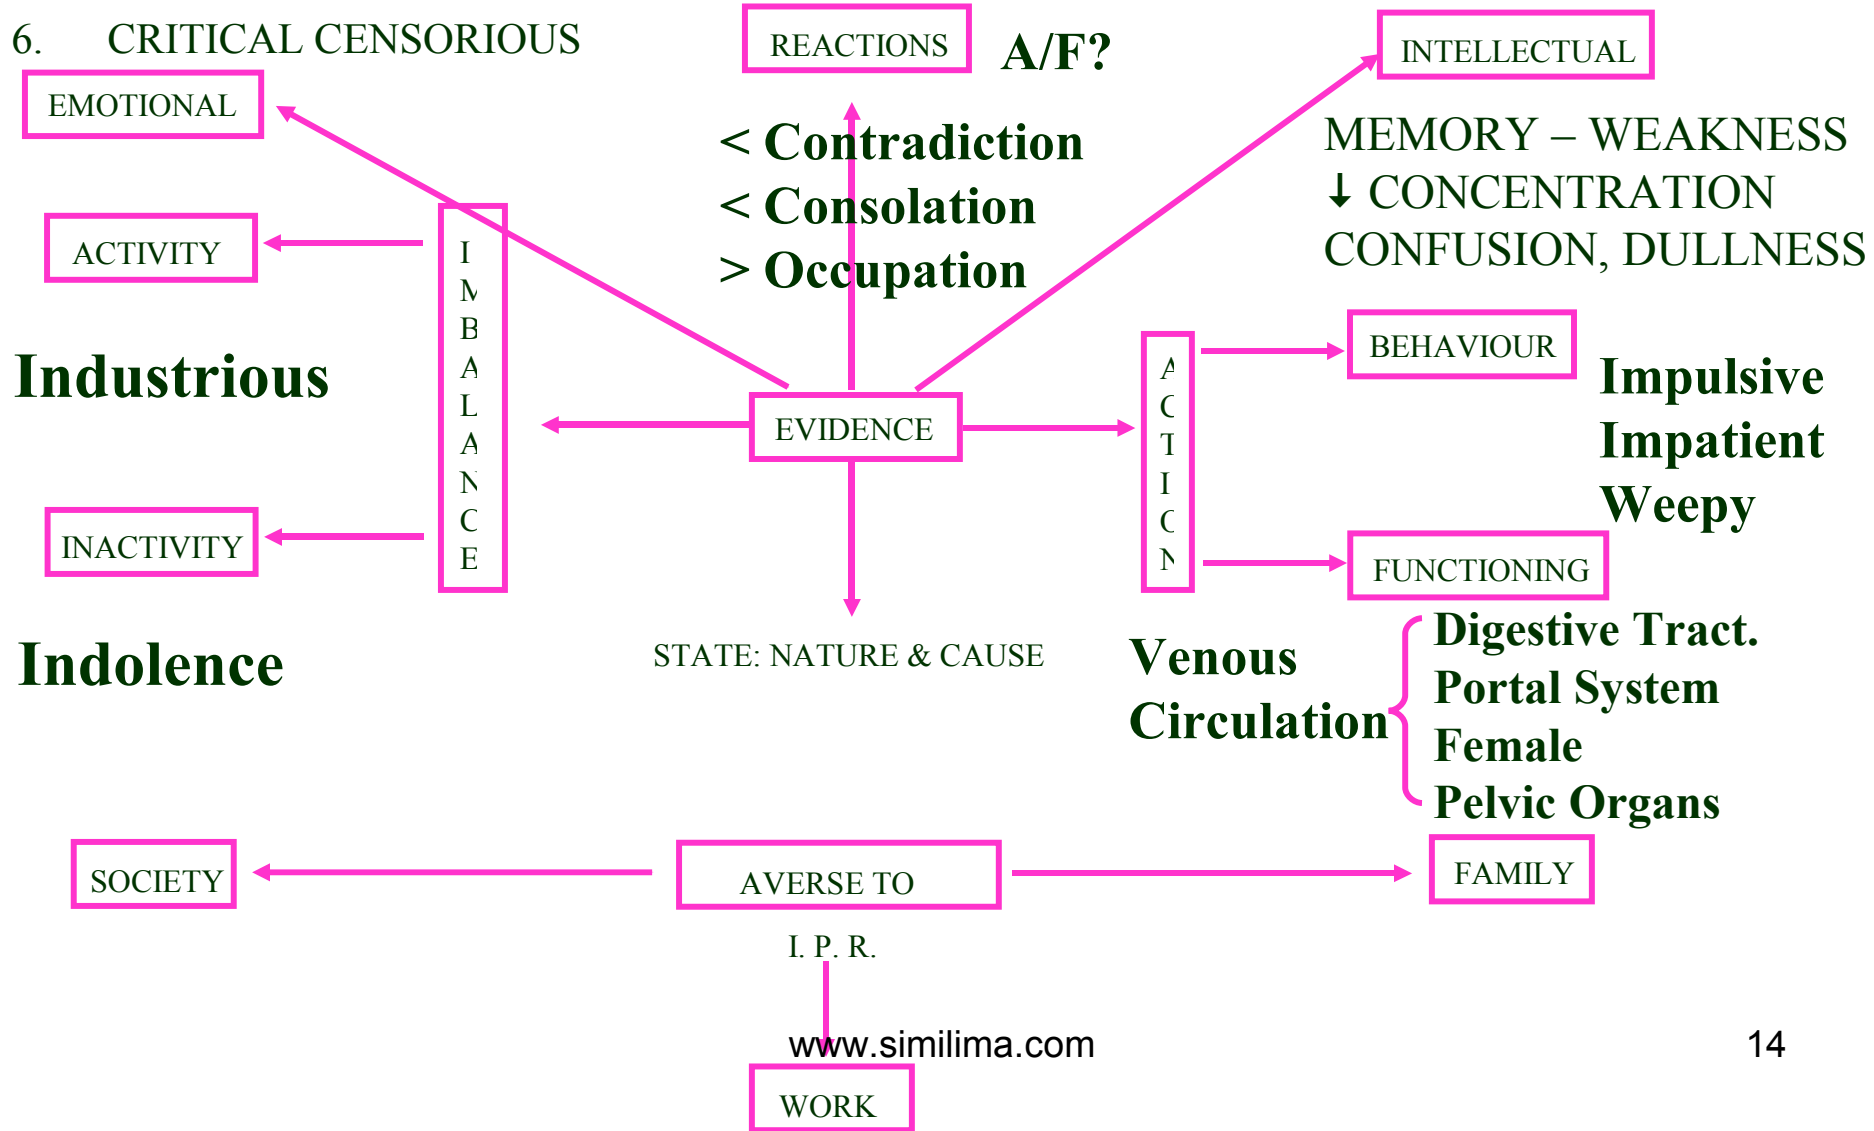 6. CRITICAL CENSORIOUS
EMOTIONAL
REACTIONS
A/F?
INTELLECTUAL
< Contradiction
< Consolation
> Occupation
MEMORY – WEAKNESS
↓ CONCENTRATION
CONFUSION, DULLNESS
ACTIVITY
Industrious
INACTIVITY
Indolence
I
M
B
A
L
A
N
C
E
EVIDENCE
A
C
T
I
O
N
BEHAVIOUR
Impulsive
Impatient
Weepy
FUNCTIONING
STATE: NATURE & CAUSE
Venous
Circulation
Digestive Tract.
Portal System
Female
Pelvic Organs
SOCIETY
AVERSE TO
FAMILY
I. P. R.
www.similima.com
14
WORK